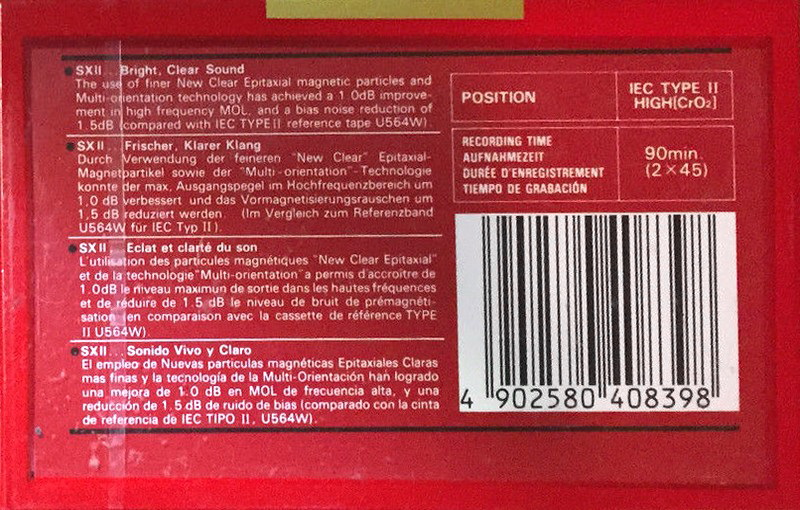 ● SXII... Bright, Clear Sound
The use of finer New Clear Epitaxial magnetic particles and
Multi-orientation technology has achieved a 1.0dB improve-
ment in high frequency MOL, and a bias noise reduction of
1.5dB (compared with IEC TYPE II reference tape U564W).
● SXII... Frischer, Klarer Klang
Durch Verwendung der feineren "New Clear" Epitaxial-
Magnetpartikel sowie der "Multi-orientation"-Technologie
konnte der max. Ausgangspegel im Hochfrequenzbereich um
1.0 dB verbessert und das Vormagnetisierungsrauschen um
1.5 dB reduziert werden. (Im Vergleich zum Referenzband
U564W für IEC Typ II).
● SXII... Eclat et clarté du son
L'utilisation des particules magnétiques "New Clear Epitaxial"
et de la technologie "Multi-orientation" a permis d'accroître de
1.0dB le niveau maximun de sortie dans les hautes fréquences
et de réduire de 1.5 dB le niveau de bruit de prémagnéti-
sation (en comparaison avec la cassette de référence TYPE
II U564W).
● SXII... Sonido Vivo y Claro
El empleo de Nuevas particulas magnéticas Epitaxiales Claras
mas finas y la tecnología de la Multi-Orientación han logrado
una mejora de 1.0 dB en MOL de frecuencia alta, y una
reducción de 1.5 dB de ruido de bias (comparado con la cinta
de referencia de IEC TIPO II, U564W).
POSITION
IEC TYPE II
HIGH[CrO₂]
RECORDING TIME
AUFNAHMEZEIT
DURÉE D'ENREGISTREMENT
TIEMPO DE GRABACIÓN
90min.
(2×45)
4 902580 408398